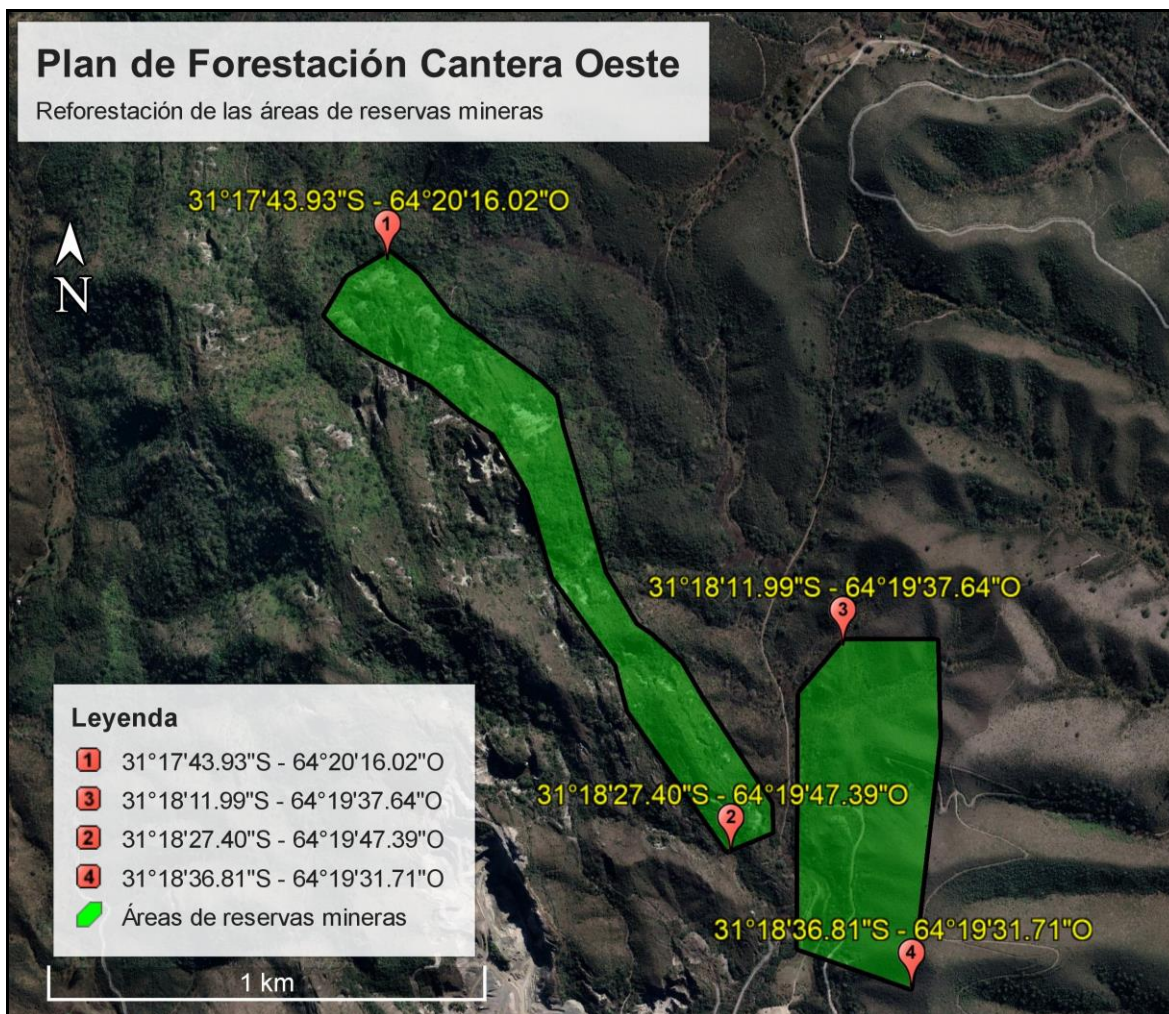 Plan de Forestación Cantera Oeste
Reforestación de las áreas de reservas mineras
31°17'43.93"S - 64°20'16.02"O
1
N
31°18'11.99"S - 64°19'37.64"O
3
31°18'27.40"S - 64°19'47.39"O
2
31°18'36.81"S - 64°19'31.71"O
4
Leyenda
1 31°17'43.93"S - 64°20'16.02"O
3 31°18'11.99"S - 64°19'37.64"O
2 31°18'27.40"S - 64°19'47.39"O
4 31°18'36.81"S - 64°19'31.71"O
Áreas de reservas mineras
1 km